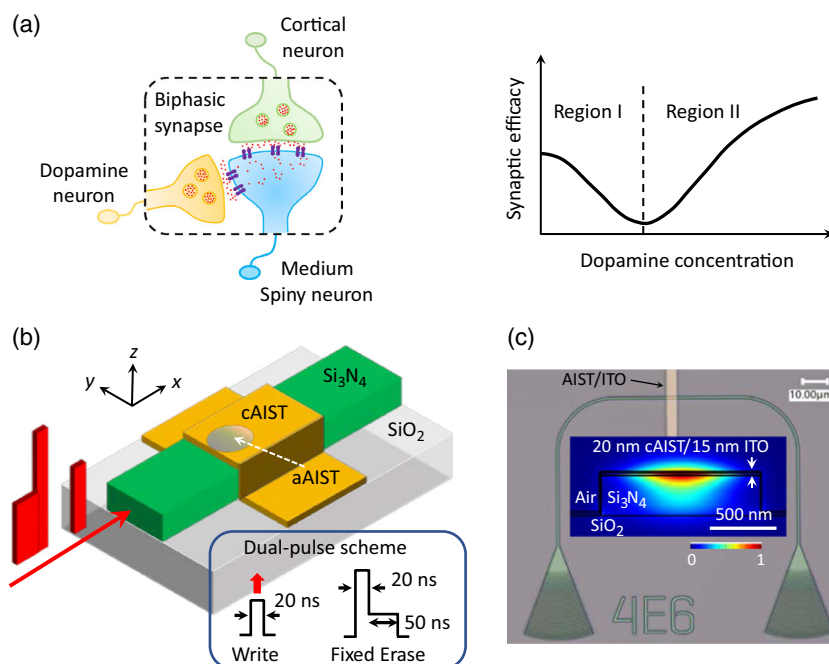 (a)
Cortical
neuron
Biphasic
synapse
Dopamine
neuron
Medium
Spiny neuron
Synaptic efficacy
Region I
Region II
Dopamine concentration
(b)
z
y
x
Si₃N₄
cAIST
SiO₂
aAIST
Dual-pulse scheme
20 ns
Write
20 ns
50 ns
Fixed Erase
(c)
AIST/ITO
10.00μm
20 nm cAIST/15 nm ITO
Air
Si₃N₄
SiO₂
500 nm
0
1
4E6